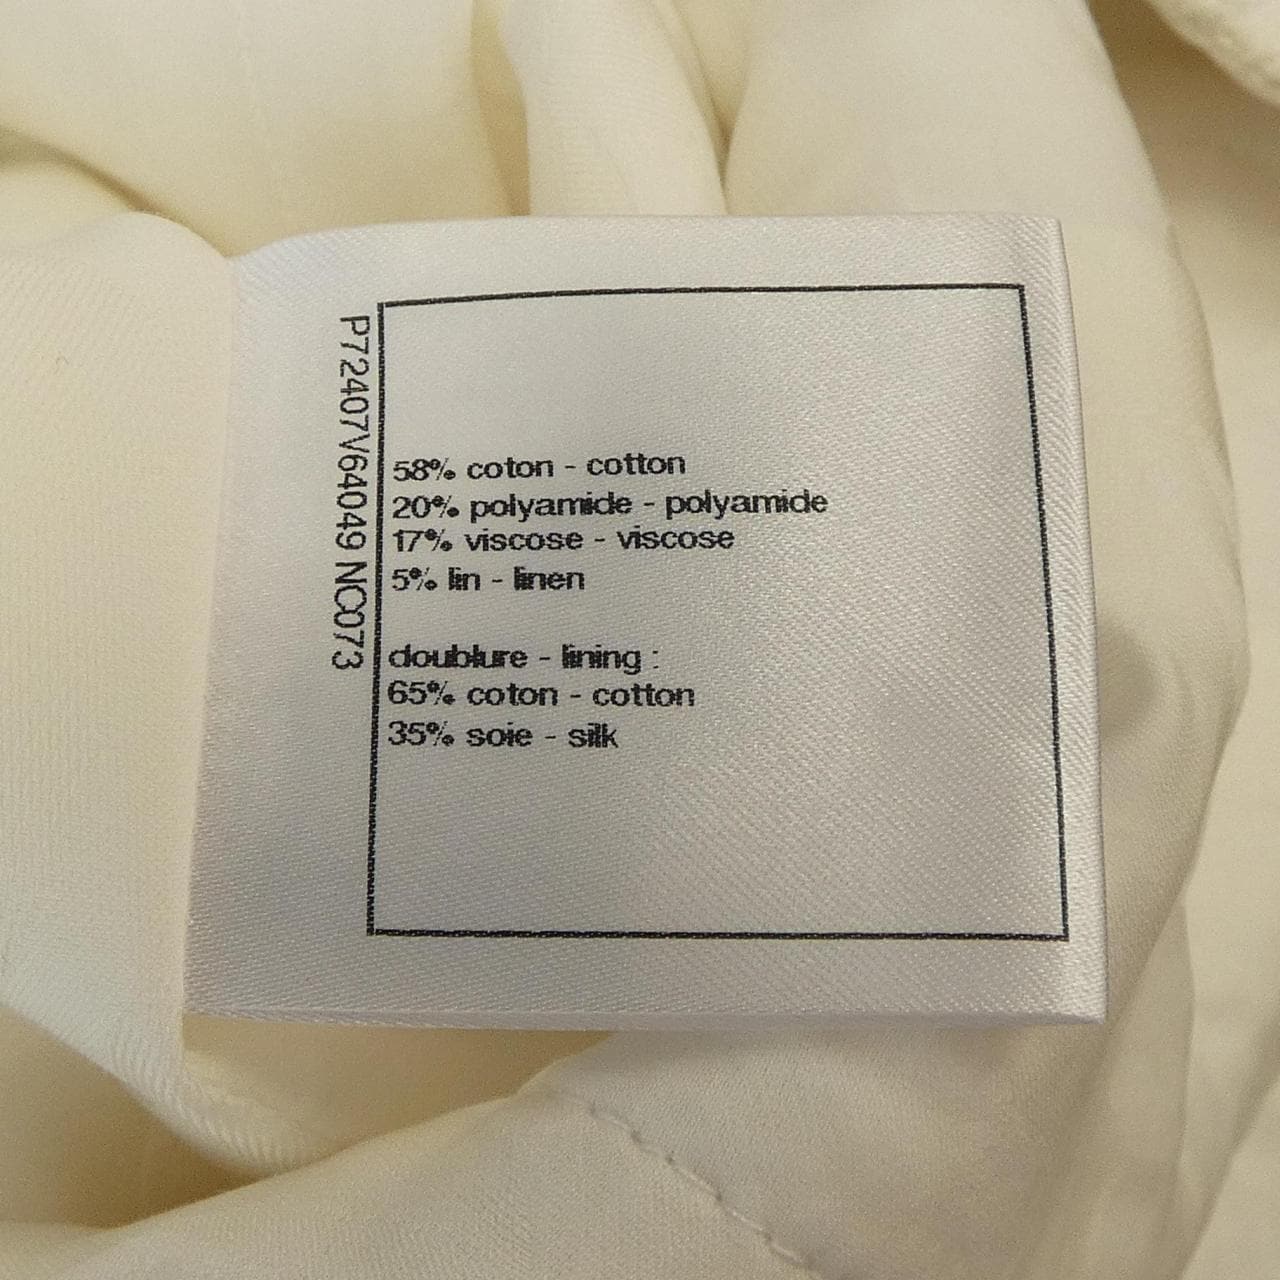 P72407V64049 NC073
58% coton - cotton
20% polyamide - polyamide
17% viscose - viscose
5% lin - linen
doublure - lining :
65% coton - cotton
35% soie - silk